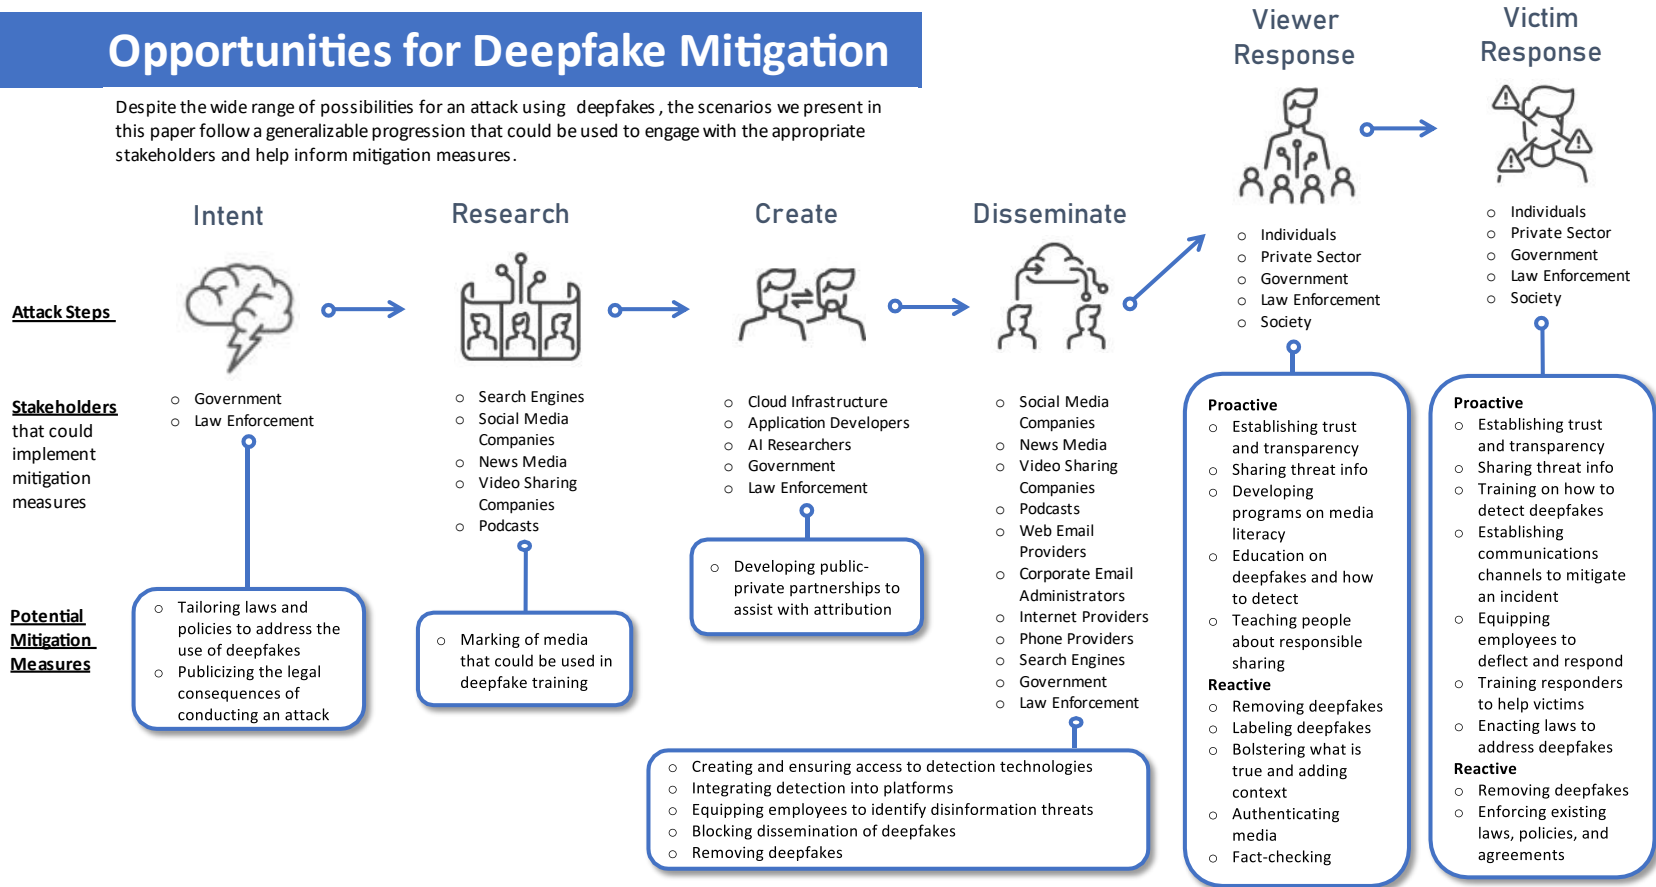 Opportunities for Deepfake Mitigation
Despite the wide range of possibilities for an attack using deepfakes, the scenarios we present in
this paper follow a generalizable progression that could be used to engage with the appropriate
stakeholders and help inform mitigation measures.
Attack Steps
Stakeholders
that could
implement
mitigation
measures
Potential
Mitigation
Measures
Intent
○ Government
○ Law Enforcement
○ Tailoring laws and
policies to address the
use of deepfakes
○ Publicizing the legal
consequences of
conducting an attack
Research
○ Search Engines
○ Social Media
Companies
○ News Media
○ Video Sharing
Companies
○ Podcasts
○ Marking of media
that could be used in
deepfake training
Create
○ Cloud Infrastructure
○ Application Developers
○ AI Researchers
○ Government
○ Law Enforcement
○ Developing public-
private partnerships to
assist with attribution
Disseminate
○ Social Media
Companies
○ News Media
○ Video Sharing
Companies
○ Podcasts
○ Web Email
Providers
○ Corporate Email
Administrators
○ Internet Providers
○ Phone Providers
○ Search Engines
○ Government
○ Law Enforcement
○ Creating and ensuring access to detection technologies
○ Integrating detection into platforms
○ Equipping employees to identify disinformation threats
○ Blocking dissemination of deepfakes
○ Removing deepfakes
Viewer
Response
○ Individuals
○ Private Sector
○ Government
○ Law Enforcement
○ Society
Proactive
○ Establishing trust
and transparency
○ Sharing threat info
○ Developing
programs on media
literacy
○ Education on
deepfakes and how
to detect
○ Teaching people
about responsible
sharing
Reactive
○ Removing deepfakes
○ Labeling deepfakes
○ Bolstering what is
true and adding
context
○ Authenticating
media
○ Fact-checking
Victim
Response
○ Individuals
○ Private Sector
○ Government
○ Law Enforcement
○ Society
Proactive
○ Establishing trust
and transparency
○ Sharing threat info
○ Training on how to
detect deepfakes
○ Establishing
communications
channels to mitigate
an incident
○ Equipping
employees to
deflect and respond
○ Training responders
to help victims
○ Enacting laws to
address deepfakes
Reactive
○ Removing deepfakes
○ Enforcing existing
laws, policies, and
agreements